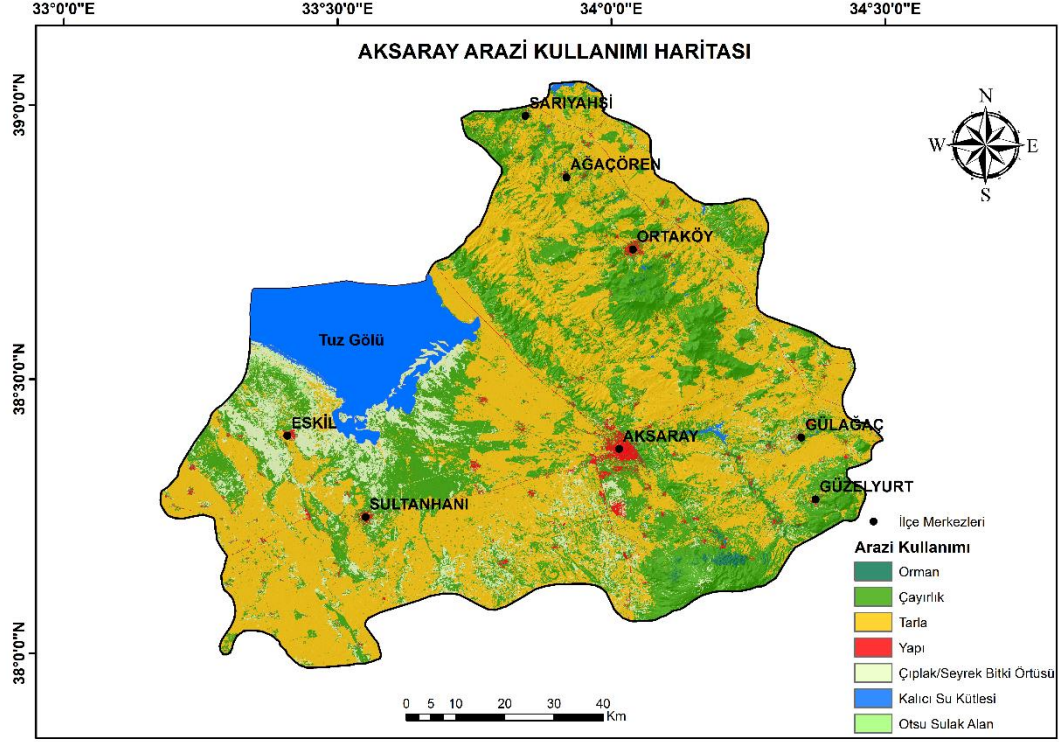 33°0'0"E 33°30'0"E 34°0'0"E 34°30'0"E
AKSARAY ARAZİ KULLANIMI HARİTASI
39°0'0"N
38°30'0"N
38°0'0"N
N
W E
S
SARIYAHŞİ
AĞAÇÖREN
ORTAKÖY
Tuz Gölü
ESKİL
AKSARAY
GÜLAĞAÇ
GÜZELYURT
SULTANHANI
İlçe Merkezleri
Arazi Kullanımı
Orman
Çayırlık
Tarla
Yapı
Çıplak/Seyrek Bitki Örtüsü
Kalıcı Su Kütlesi
Otsu Sulak Alan
0 5 10 20 30 40
Km